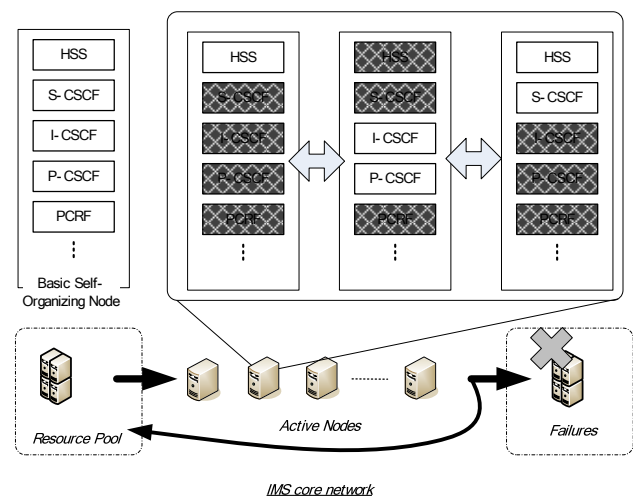 HSS
S- CSCF
I- CSCF
P- CSCF
PCRF
Basic Self-
Organizing Node
HSS
S- CSCF
I- CSCF
P- CSCF
PCRF
HSS
S- CSCF
I- CSCF
P- CSCF
PCRF
HSS
S- CSCF
I- CSCF
P- CSCF
PCRF
Resource Pool
Active Nodes
Failures
IMS core network